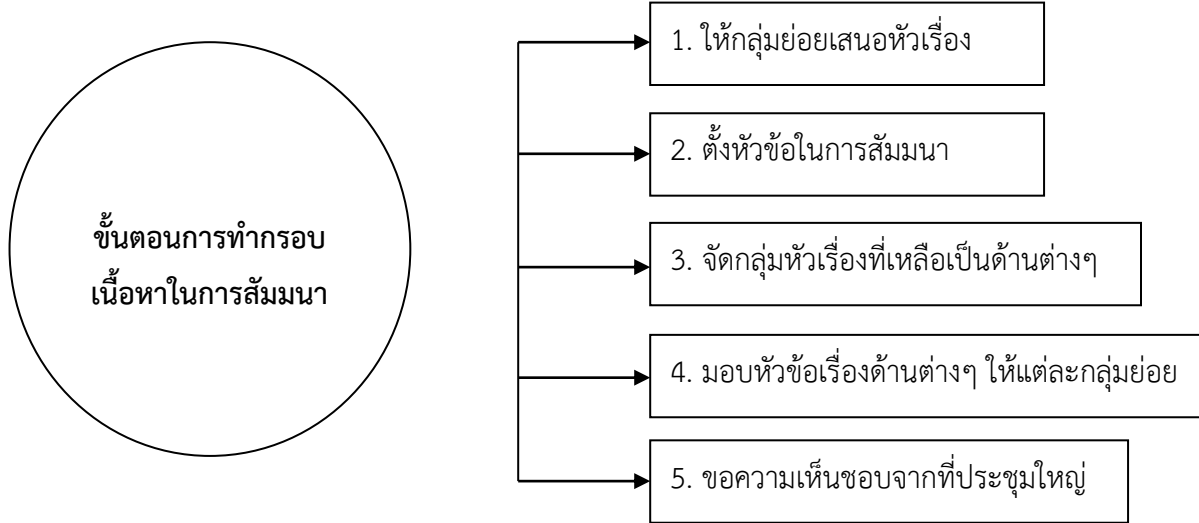 ขั้นตอนการทำกรอบ
เนื้อหาในการสัมมนา
1. ให้กลุ่มย่อยเสนอหัวเรื่อง
2. ตั้งหัวข้อในการสัมมนา
3. จัดกลุ่มหัวเรื่องที่เหลือเป็นด้านต่างๆ
4. มอบหัวข้อเรื่องด้านต่างๆ ให้แต่ละกลุ่มย่อย
5. ขอความเห็นชอบจากที่ประชุมใหญ่